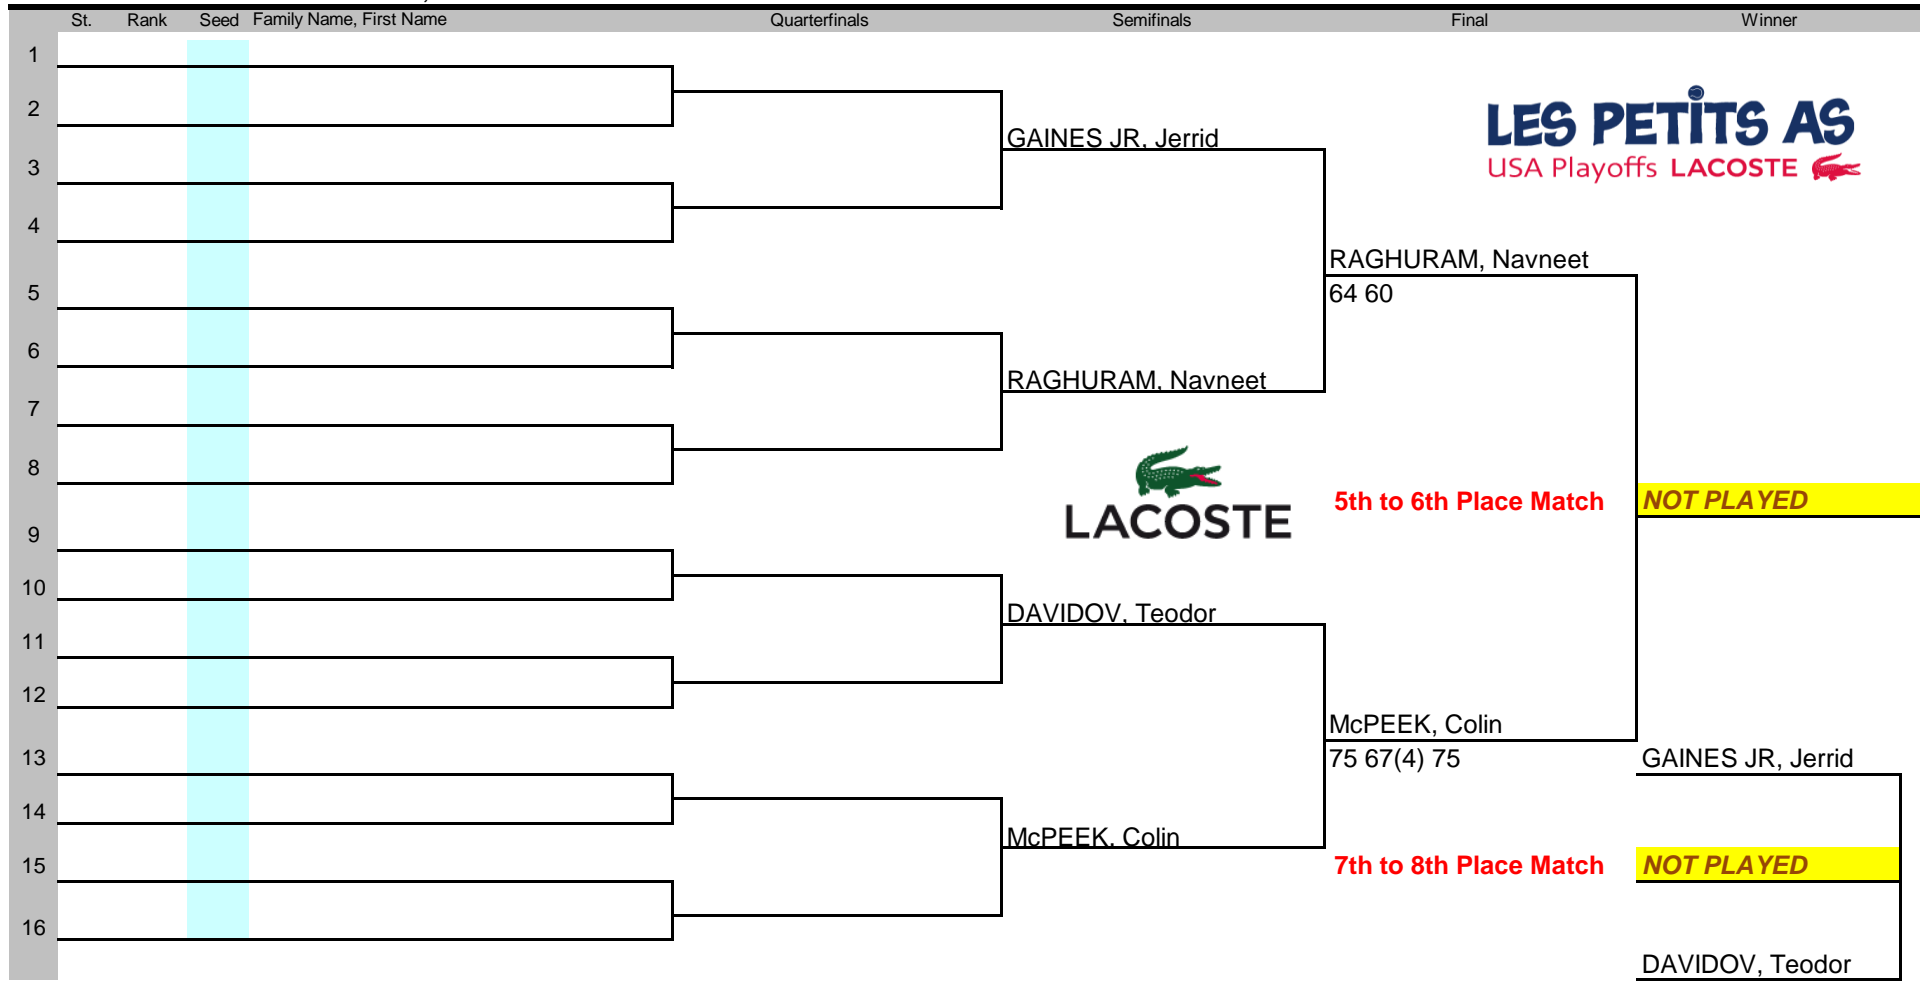 St. Rank Seed Family Name, First Name Quarterfinals Semifinals Final Winner
1
2
LES PETITS AS
GAINES JR, Jerrid
3
USA Playoffs LACOSTE
4
RAGHURAM, Navneet
5
64 60
6
RAGHURAM, Navneet
7
8
LACOSTE
5th to 6th Place Match NOT PLAYED
9
10
DAVIDOV, Teodor
11
12
McPEEK, Colin
13
75 67(4) 75
GAINES JR, Jerrid
14
McPEEK, Colin
15
7th to 8th Place Match NOT PLAYED
16
DAVIDOV, Teodor